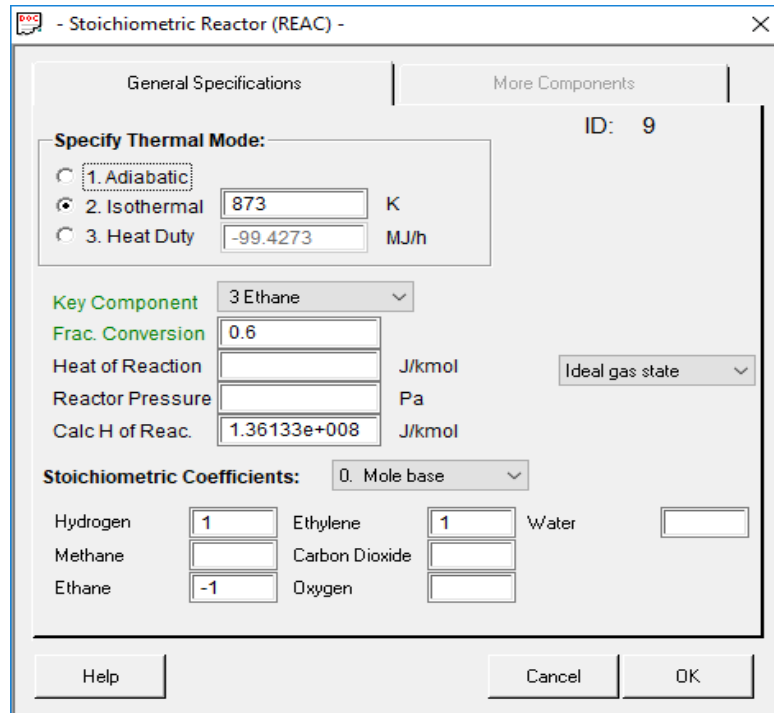 DOC
- Stoichiometric Reactor (REAC) -
General Specifications More Components
ID: 9
Specify Thermal Mode:
1. Adiabatic
2. Isothermal 873 K
3. Heat Duty -99.4273 MJ/h
Key Component 3 Ethane
Frac. Conversion 0.6
Heat of Reaction J/kmol Ideal gas state
Reactor Pressure Pa
Calc H of Reac. 1.36133e+008 J/kmol
Stoichiometric Coefficients: 0. Mole base
Hydrogen 1 Ethylene 1 Water
Methane Carbon Dioxide
Ethane -1 Oxygen
Help Cancel OK